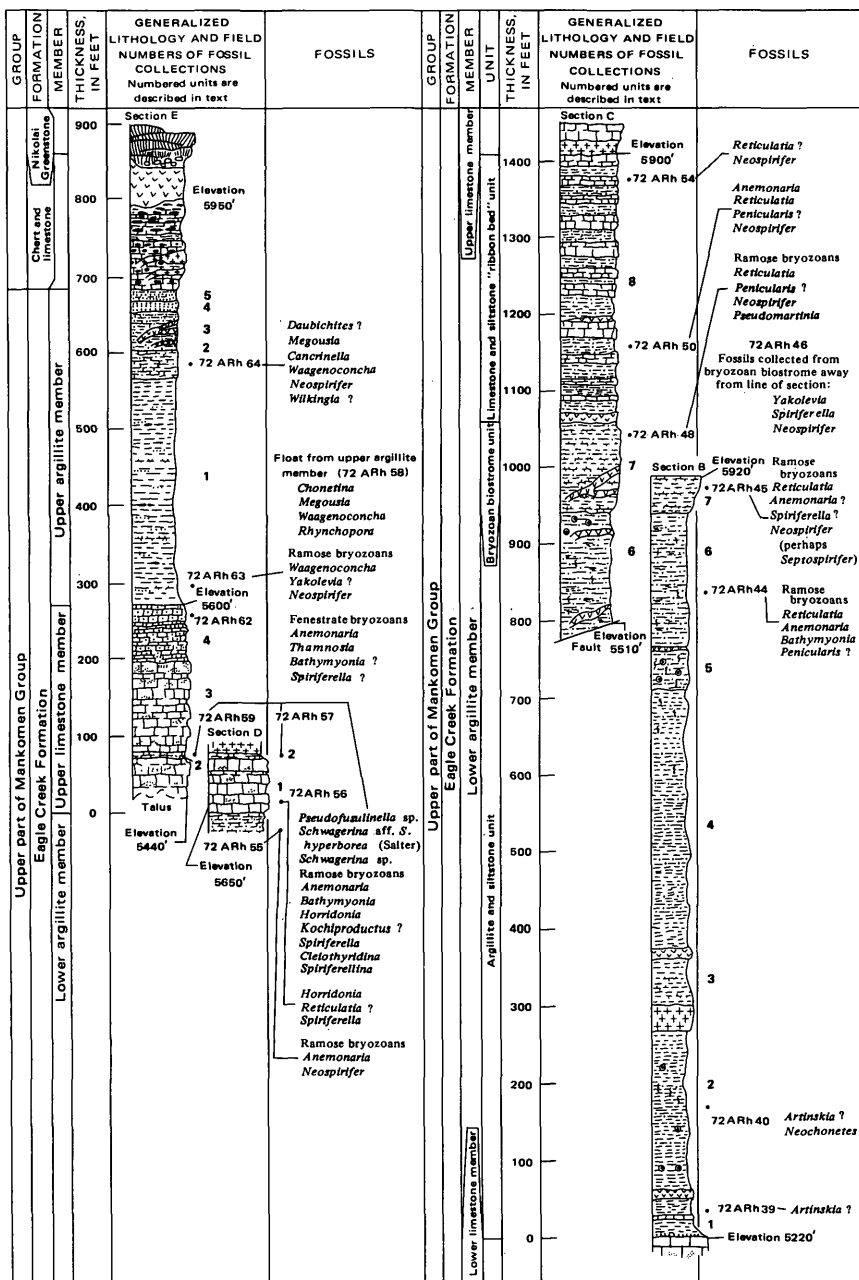 GROUP
FORMATION
MEMBER
THICKNESS,
IN FEET
GENERALIZED
LITHOLOGY AND FIELD
NUMBERS OF FOSSIL
COLLECTIONS
Numbered units are
described in text
FOSSILS
Upper part of Mankomen Group
Eagle Creek Formation
Nikolai
Greenstone
Chert and
limestone
Upper argillite member
Upper limestone member
Lower argillite member
900
800
700
600
500
400
300
200
100
0
Section E
Elevation
5950'
5
4
3
2
72 ARh 64
Daubichites ?
Megousia
Cancrinella
Waagenoconcha
Neospirifer
Wilkingia ?
1
Float from upper argillite
member (72 ARh 58)
Chonetina
Megousia
Waagenoconcha
Rhynchopora
72 ARh 63
Ramose bryozoans
Waagenoconcha
Yakolevia ?
Neospirifer
Elevation
5600'
72 ARh 62
4
Fenestrate bryozoans
Anemonaria
Thamnosia
Bathymyonia ?
Spiriferella ?
3
72 ARh 59
72 ARh 57
Section D
2
2
1
72 ARh 56
Talus
Elevation
5440'
72 ARh 55
Elevation
5650'
Pseudofusulinella sp.
Schwagerina aff. S.
hyperborea (Salter)
Schwagerina sp.
Ramose bryozoans
Anemonaria
Bathymyonia
Horridonia
Kochiproductus ?
Spiriferella
Cleiothyridina
Spiriferellina
Horridonia
Reticulatia ?
Spiriferella
Ramose bryozoans
Anemonaria
Neospirifer
GROUP
FORMATION
MEMBER
UNIT
THICKNESS,
IN FEET
GENERALIZED
LITHOLOGY AND FIELD
NUMBERS OF FOSSIL
COLLECTIONS
Numbered units are
described in text
FOSSILS
Upper part of Mankomen Group
Eagle Creek Formation
Upper limestone member
Lower argillite member
Lower limestone member
Limestone and siltstone "ribbon bed" unit
Bryozoan biostrome unit
Argillite and siltstone unit
1400
1300
1200
1100
1000
900
800
700
600
500
400
300
200
100
0
Section C
Elevation
5900'
72 ARh 54
Reticulatia ?
Neospirifer
Anemonaria
Reticulatia
Penicularis ?
Neospirifer
8
Ramose bryozoans
Reticulatia
Penicularis ?
Neospirifer
Pseudomartinia
72 ARh 50
72 ARh 46
Fossils collected from
bryozoan biostrome away
from line of section:
Yakolevia
Spiriferella
Neospirifer
72 ARh 48
7
Section B
Elevation
5920'
72 ARh 45
7
Ramose
bryozoans
Reticulatia
Anemonaria ?
Spiriferella ?
Neospirifer
(perhaps
Septospirifer)
6
6
72 ARh 44
Ramose
bryozoans
Reticulatia
Anemonaria
Bathymyonia
Penicularis ?
Elevation
5510'
Fault
5
4
3
2
72 ARh 40
Artinskia ?
Neochonetes
72 ARh 39
Artinskia ?
1
Elevation 5220'